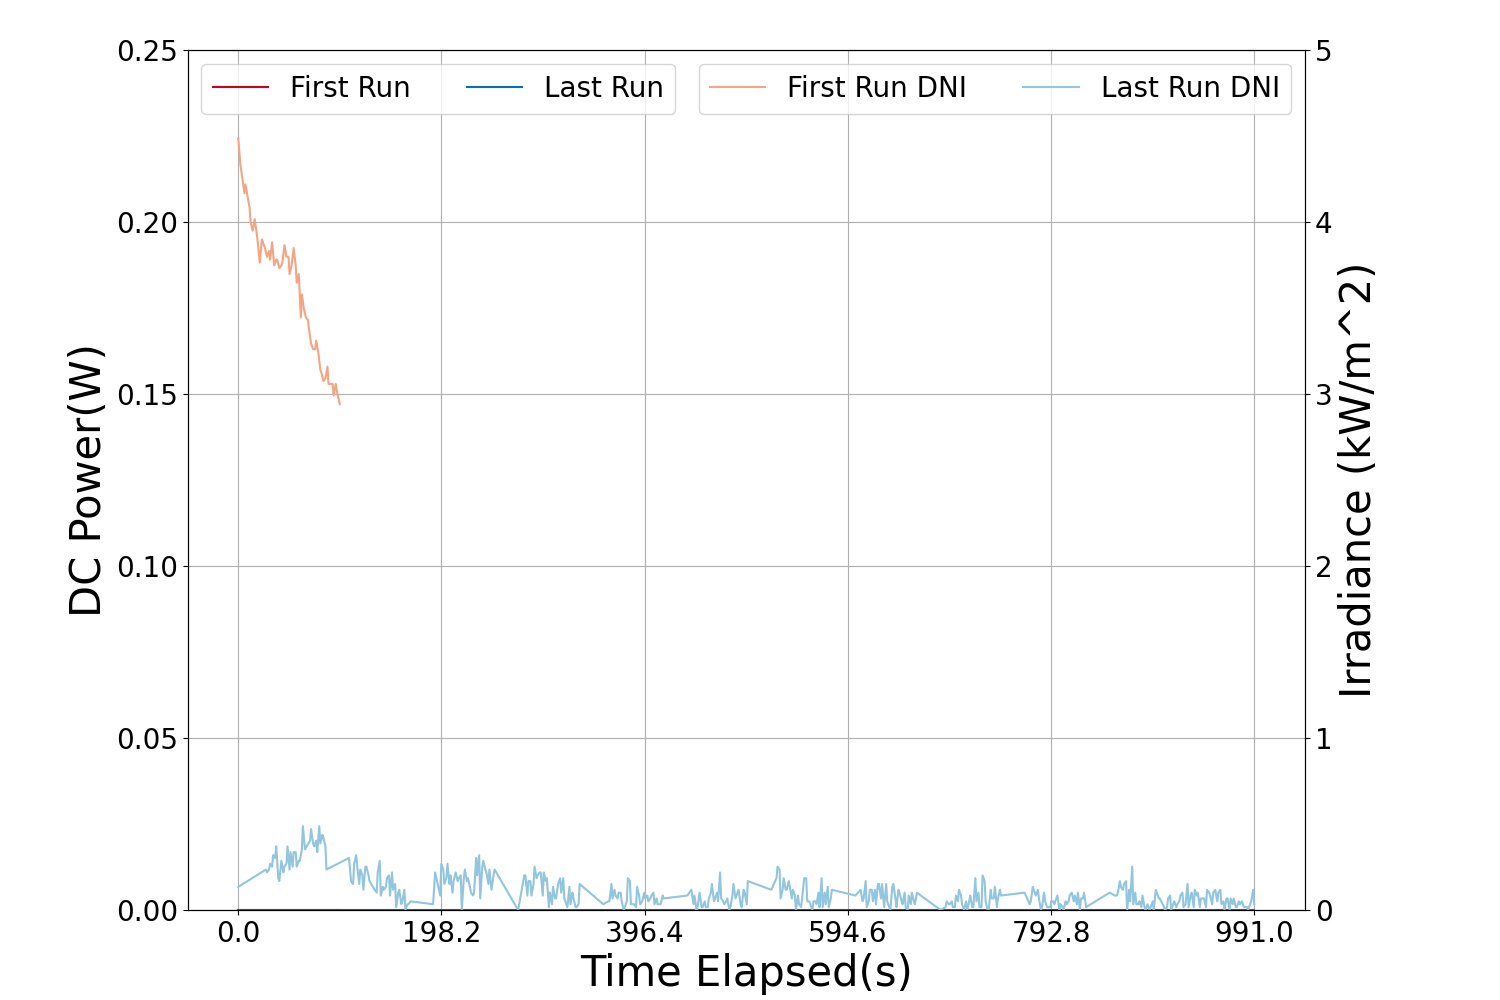 First Run
Last Run
First Run DNI
Last Run DNI
0.25
0.20
0.15
0.10
0.05
0.00
DC Power(W)
5
4
3
2
1
0
Irradiance (kW/m^2)
0.0
198.2
396.4
594.6
792.8
991.0
Time Elapsed(s)